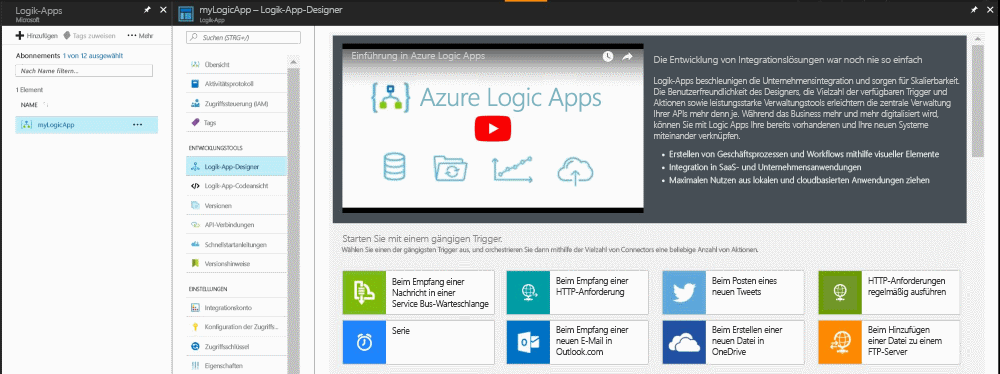 Logik-Apps
Microsoft
Hinzufügen
Tags zuweisen
Mehr
Abonnements 1 von 12 ausgewählt
Nach Name filtern...
1 Element
NAME
myLogicApp
myLogicApp – Logik-App-Designer
Logik-App
Suchen (STRG+/)
Übersicht
Aktivitätsprotokoll
Zugriffssteuerung (IAM)
Tags
ENTWICKLUNGSTOOLS
Logik-App-Designer
Logik-App-Codeansicht
Versionen
API-Verbindungen
Schnellstartanleitungen
Versionshinweise
EINSTELLUNGEN
Integrationskonto
Konfiguration der Zugriffe...
Zugriffsschlüssel
Eigenschaften
Einführung in Azure Logic Apps
Azure Logic Apps
Die Entwicklung von Integrationslösungen war noch nie so einfach
Logik-Apps beschleunigen die Unternehmensintegration und sorgen für Skalierbarkeit.
Die Benutzerfreundlichkeit des Designers, die Vielzahl der verfügbaren Trigger und
Aktionen sowie leistungsstarke Verwaltungstools erleichtern die zentrale Verwaltung
Ihrer APIs mehr denn je. Während das Business mehr und mehr digitalisiert wird,
können Sie mit Logic Apps Ihre bereits vorhandenen und Ihre neuen Systeme
miteinander verknüpfen.
• Erstellen von Geschäftsprozessen und Workflows mithilfe visueller Elemente
• Integration in SaaS- und Unternehmensanwendungen
• Maximalen Nutzen aus lokalen und cloudbasierten Anwendungen ziehen
Starten Sie mit einem gängigen Trigger.
Wählen Sie einen der gängigsten Trigger aus, und orchestrieren Sie dann mithilfe der Vielzahl von Connectors eine beliebige Anzahl von Aktionen.
Beim Empfang einer
Nachricht in einer
Service Bus-Warteschlange
Beim Empfang einer
HTTP-Anforderung
Beim Posten eines
neuen Tweets
HTTP-Anforderungen
regelmäßig ausführen
Serie
Beim Empfang einer
neuen E-Mail in
Outlook.com
Beim Erstellen einer
neuen Datei in
OneDrive
Beim Hinzufügen
einer Datei zu einem
FTP-Server